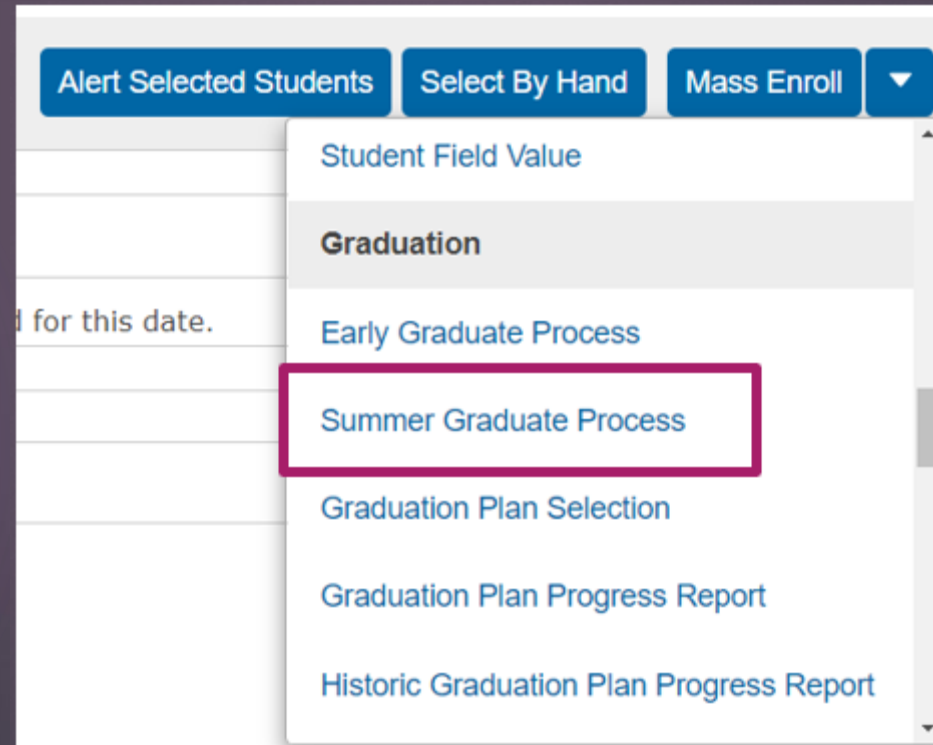 Alert Selected Students Select By Hand Mass Enroll
Student Field Value
Graduation
for this date.
Early Graduate Process
Summer Graduate Process
Graduation Plan Selection
Graduation Plan Progress Report
Historic Graduation Plan Progress Report